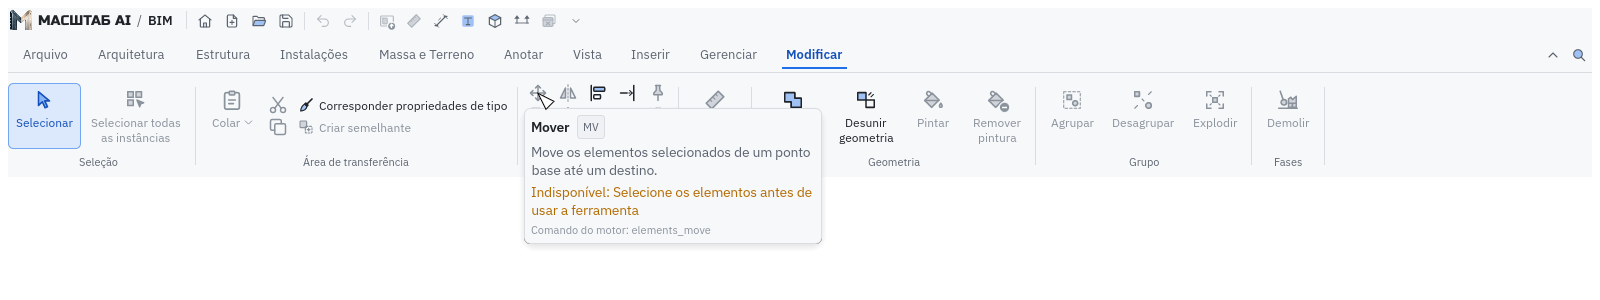 МАСШТАБ AI / BIM
Arquivo Arquitetura Estrutura Instalações Massa e Terreno Anotar Vista Inserir Gerenciar Modificar
Selecionar
Selecionar todas as instâncias
Seleção
Colar
Corresponder propriedades de tipo
Criar semelhante
Área de transferência
Mover MV
Move os elementos selecionados de um ponto
base até um destino.
Indisponível: Selecione os elementos antes de
usar a ferramenta
Comando do motor: elements_move
Desunir geometria
Pintar
Remover pintura
Geometria
Agrupar
Desagrupar
Explodir
Grupo
Demolir
Fases